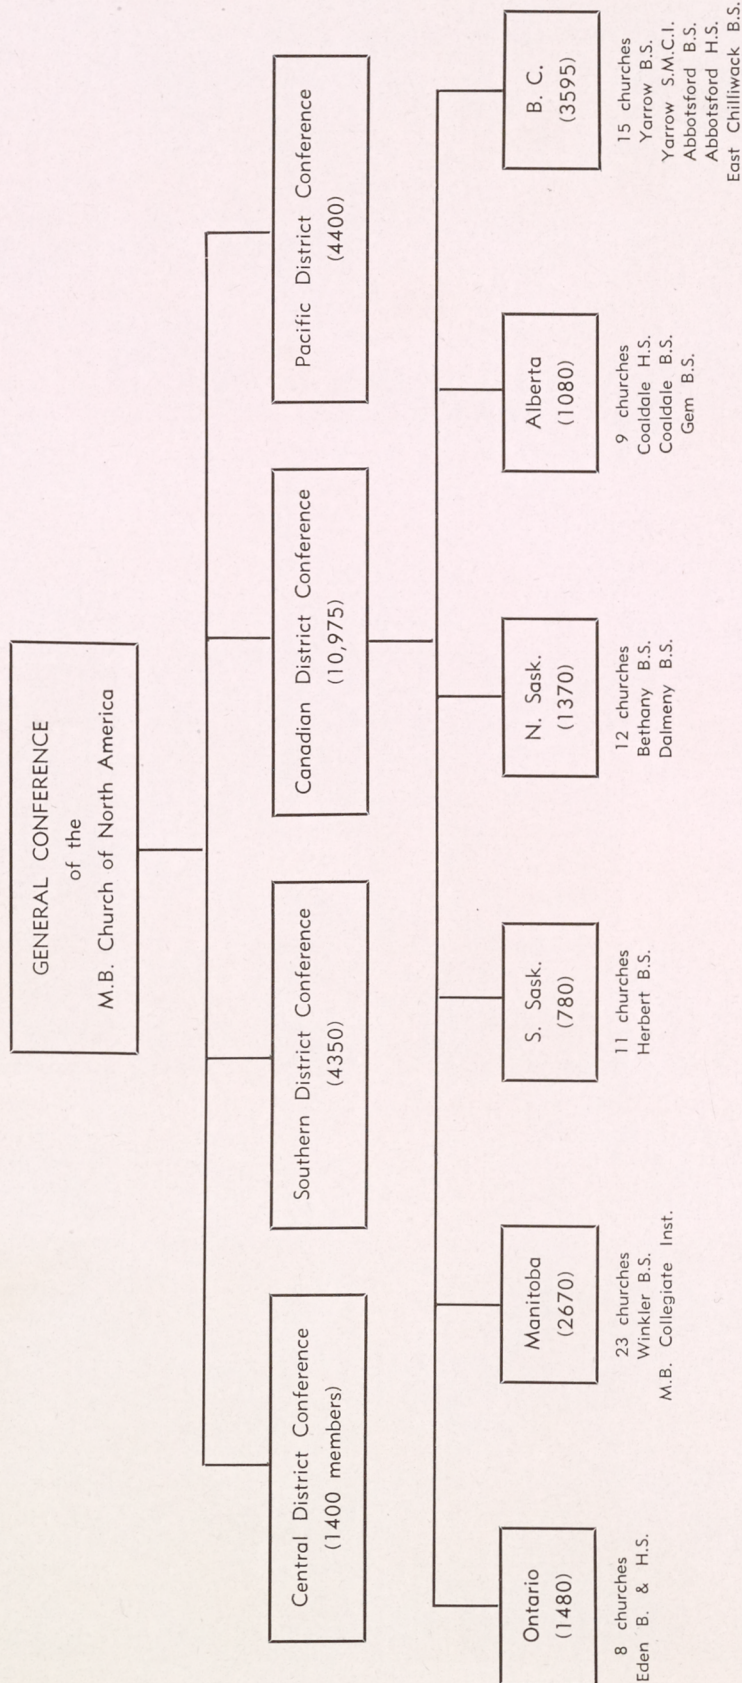 GENERAL CONFERENCE
of the
M.B. Church of North America
Central District Conference
(1400 members)
Southern District Conference
(4350)
Canadian District Conference
(10,975)
Pacific District Conference
(4400)
Ontario
(1480)
8 churches
Eden B. & H.S.
Manitoba
(2670)
23 churches
Winkler B.S.
M.B. Collegiate Inst.
S. Sask.
(780)
11 churches
Herbert B.S.
N. Sask.
(1370)
12 churches
Bethany B.S.
Dalmeny B.S.
Alberta
(1080)
9 churches
Coaldale H.S.
Coaldale B.S.
Gem B.S.
B. C.
(3595)
15 churches
Yarrow B.S.
Yarrow S.M.C.I.
Abbotsford B.S.
Abbotsford H.S.
East Chilliwack B.S.